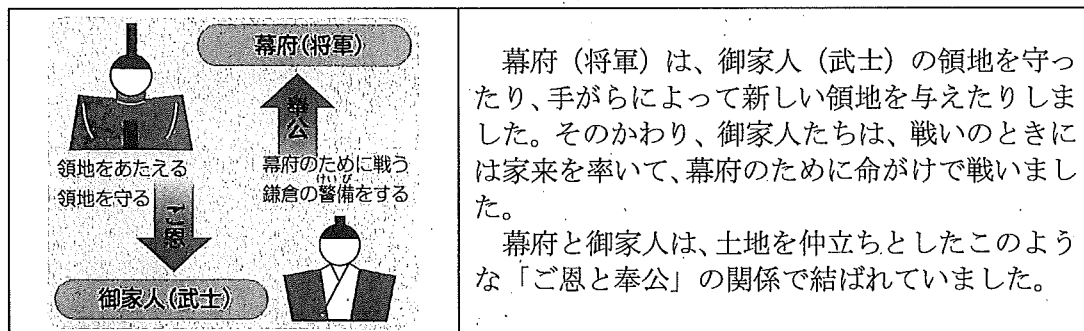 幕府(将軍)
奉公
領地をあたえる
領地を守る
幕府のために戦う
鎌倉の警備をする
けいび
ご恩
御家人(武士)
幕府（将軍）は、御家人（武士）の領地を守っ
たり、手がらによって新しい領地を与えたりしま
した。そのかわり、御家人たちは、戦いのときに
は家来を率いて、幕府のために命がけで戦いまし
た。
幕府と御家人は、土地を仲立ちとしたこのよう
な「ご恩と奉公」の関係で結ばれていました。